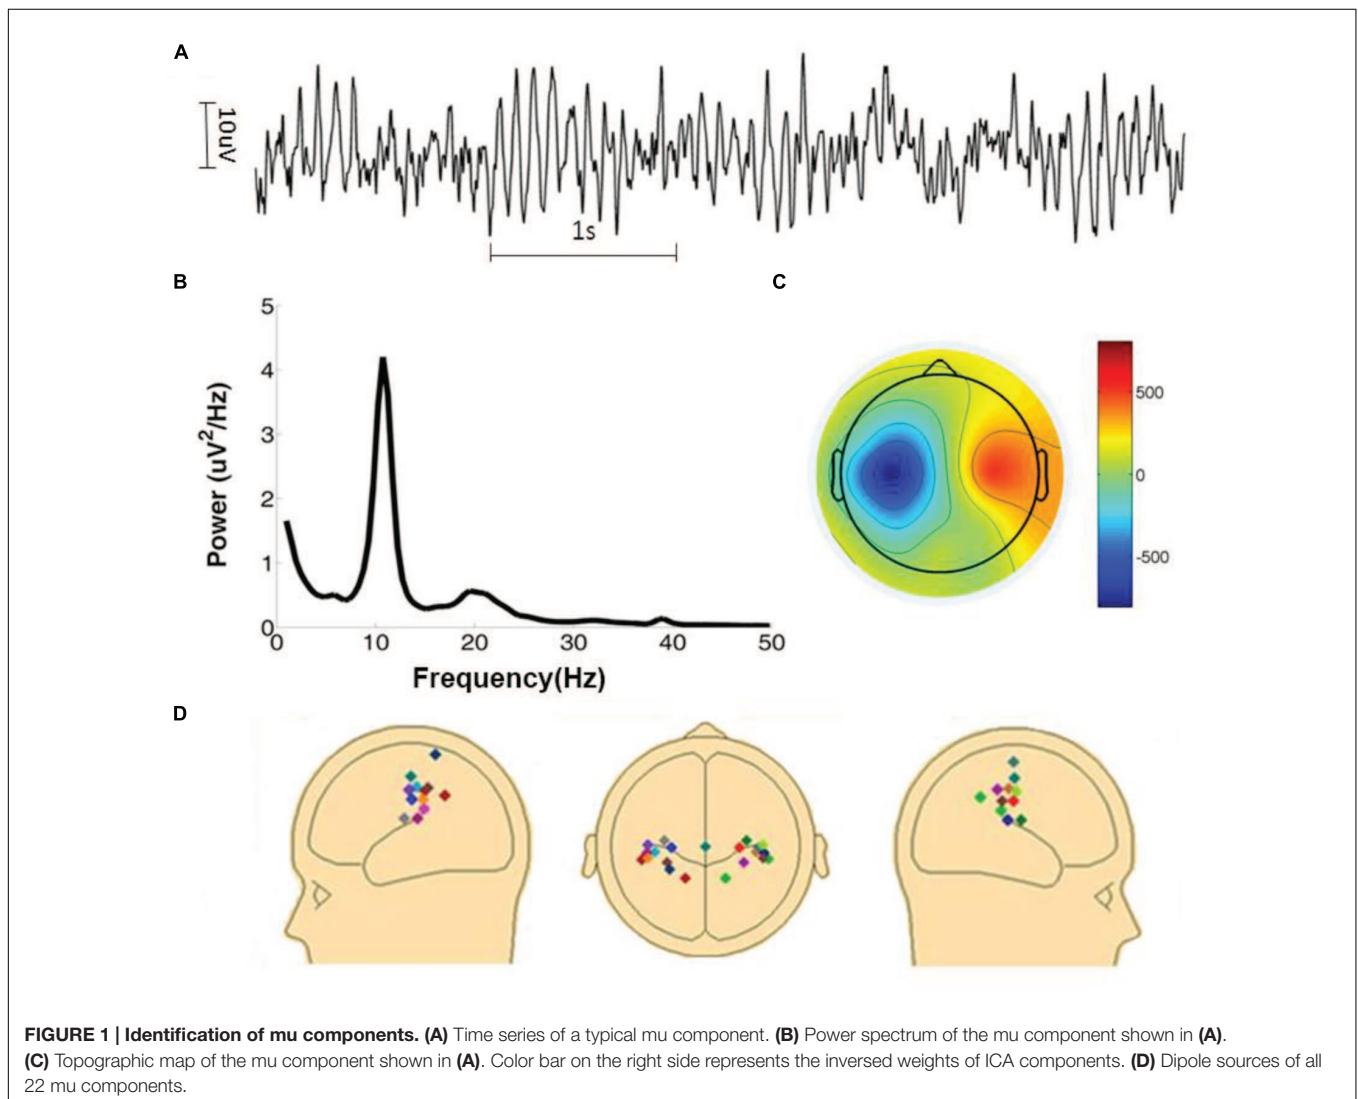 A
10uV
1s
B
5
4
3
2
1
0
Power (uV²/Hz)
0 10 20 30 40 50
Frequency(Hz)
C
500
0
-500
D
FIGURE 1 | Identification of mu components. (A) Time series of a typical mu component. (B) Power spectrum of the mu component shown in (A).
(C) Topographic map of the mu component shown in (A). Color bar on the right side represents the inversed weights of ICA components. (D) Dipole sources of all
22 mu components.